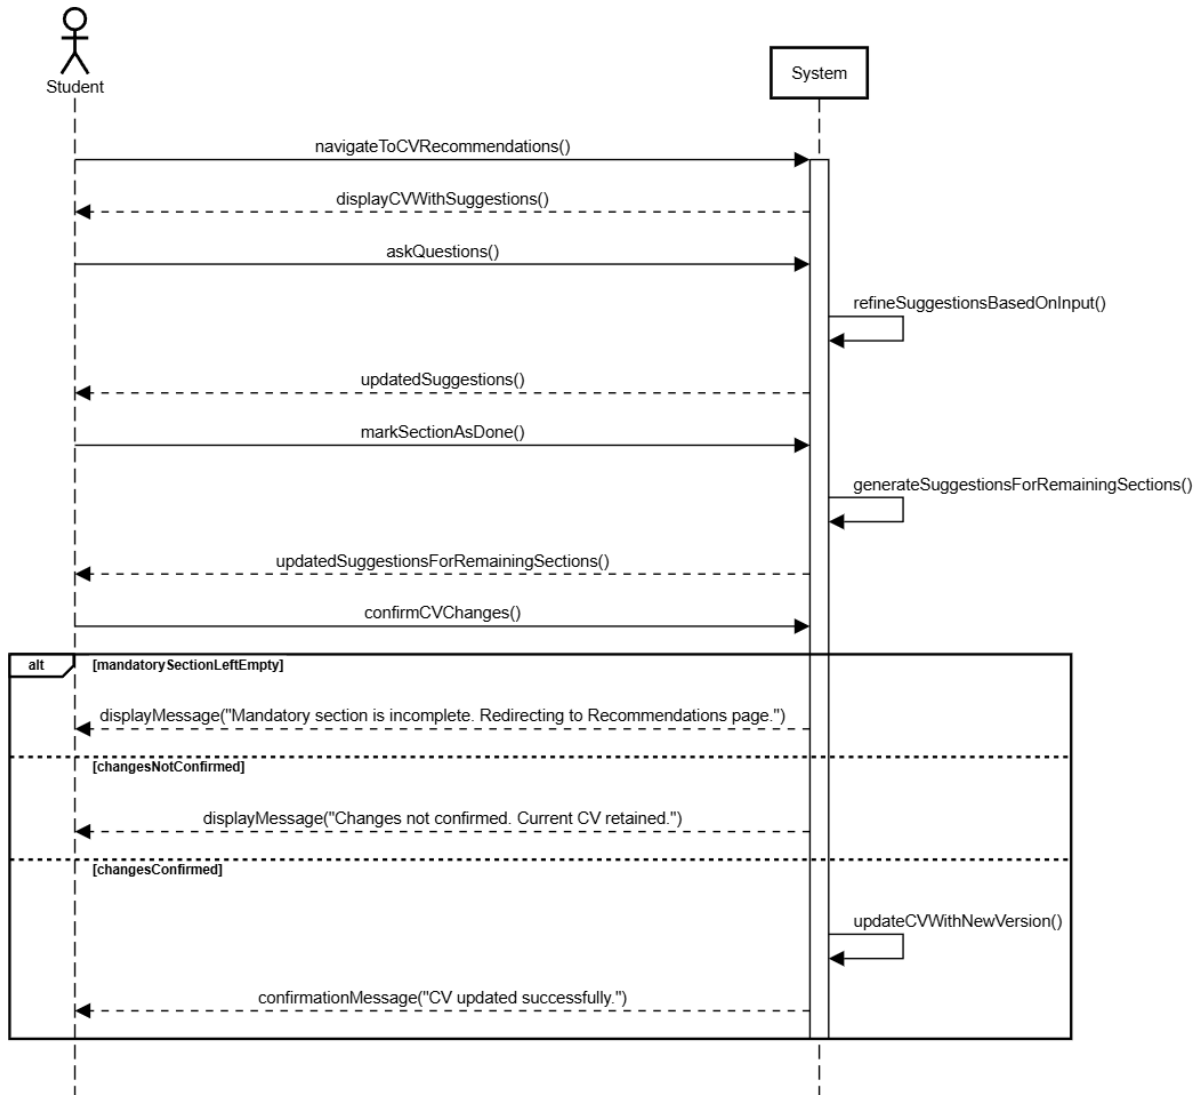 Student
System
navigateToCVRecommendations()
displayCVWithSuggestions()
askQuestions()
refineSuggestionsBasedOnInput()
updatedSuggestions()
markSectionAsDone()
generateSuggestionsForRemainingSections()
updatedSuggestionsForRemainingSections()
confirmCVChanges()
alt [mandatorySectionLeftEmpty]
displayMessage("Mandatory section is incomplete. Redirecting to Recommendations page.")
[changesNotConfirmed]
displayMessage("Changes not confirmed. Current CV retained.")
[changesConfirmed]
updateCVWithNewVersion()
confirmationMessage("CV updated successfully.")